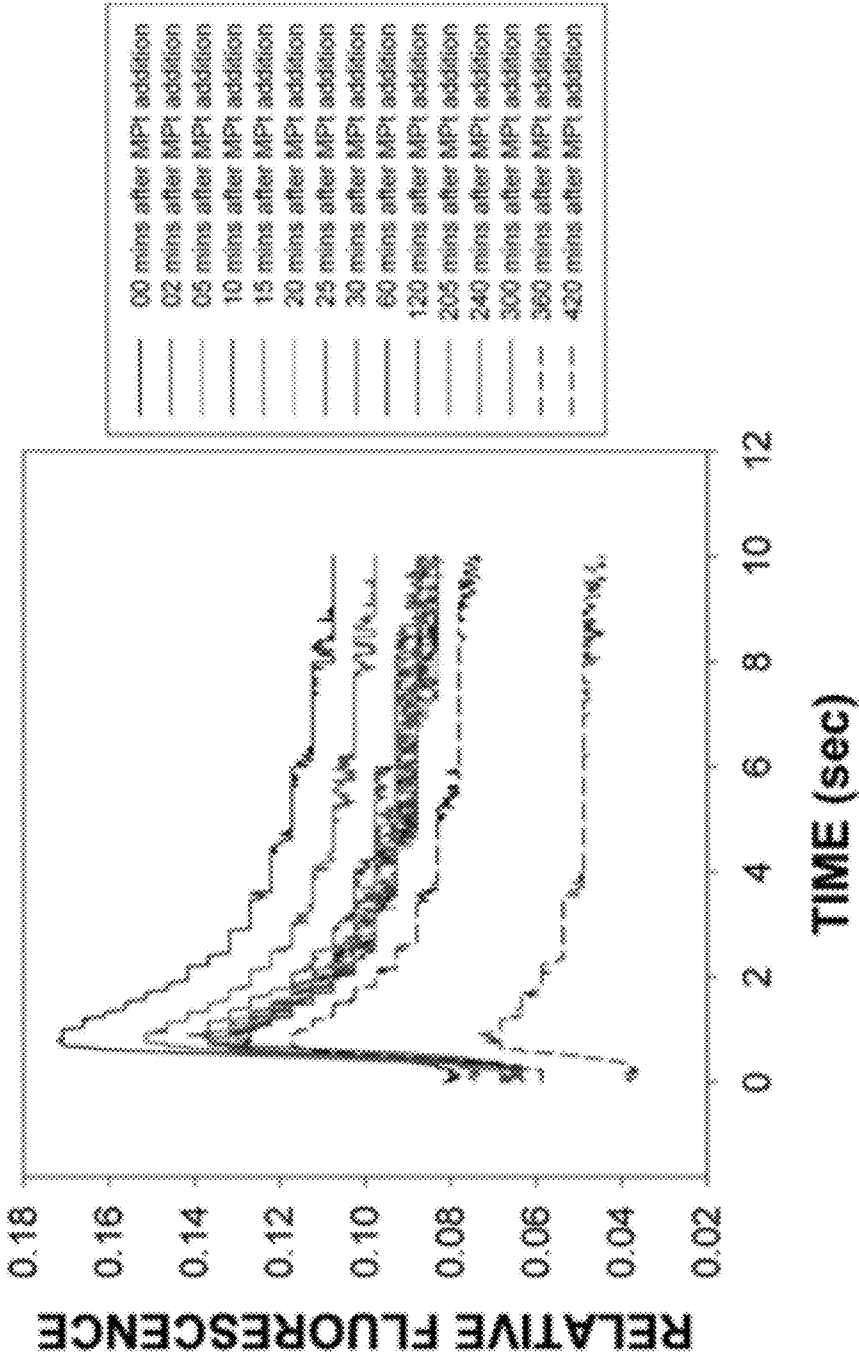 RELATIVE FLUORESCENCE
0.18
0.16
0.14
0.12
0.10
0.08
0.06
0.04
0.02
0
2
4
6
8
10
12
TIME (sec)
00 mins after MP1 addition
02 mins after MP1 addition
05 mins after MP1 addition
10 mins after MP1 addition
15 mins after MP1 addition
20 mins after MP1 addition
25 mins after MP1 addition
30 mins after MP1 addition
60 mins after MP1 addition
120 mins after MP1 addition
205 mins after MP1 addition
240 mins after MP1 addition
300 mins after MP1 addition
360 mins after MP1 addition
420 mins after MP1 addition